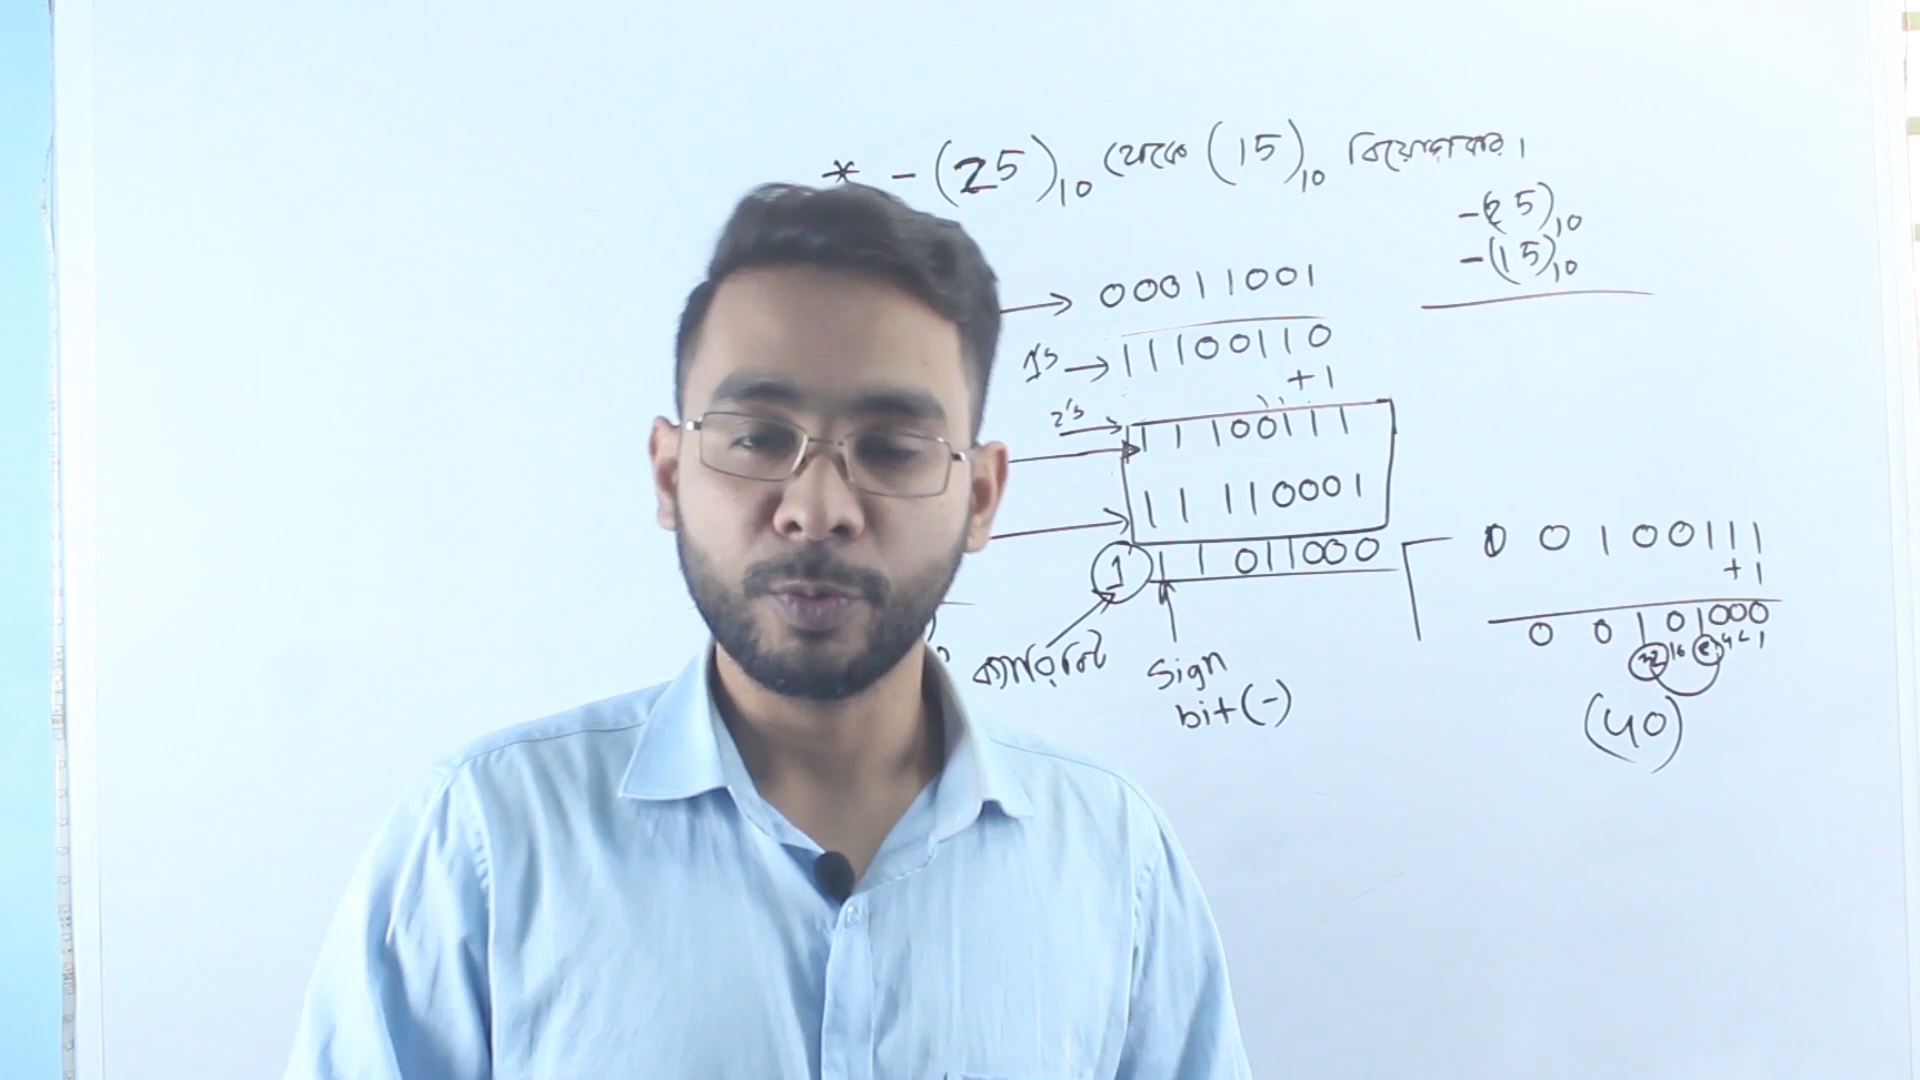 * - (25)₁₀ থেকে (15)₁₀ বিয়োগ কর।
-(25)₁₀
-(15)₁₀
→ 00011001
1's → 11100110
+1
2's → 11100111
→ 11110001
1 11011000
ক্যারিবিট
Sign
bit (-)
00100111
+1
00101000
32 16 8 4 2 1
(40)